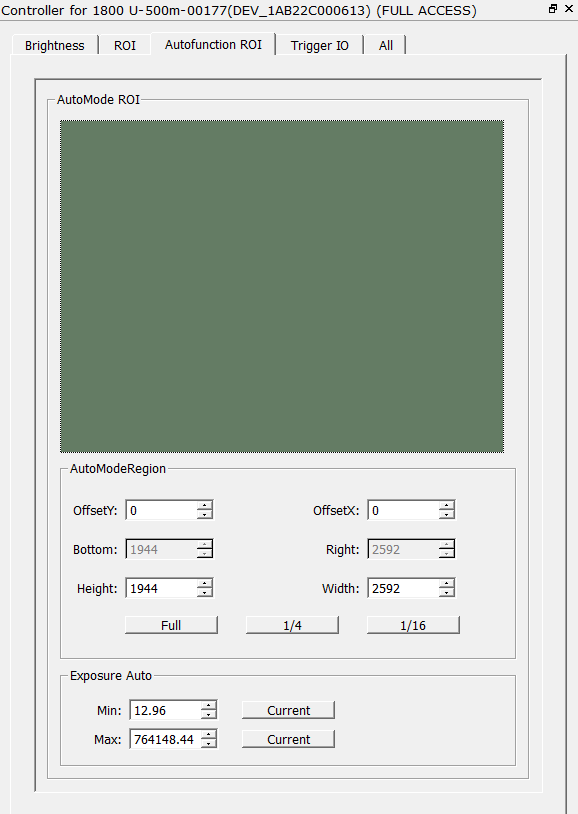 Controller for 1800 U-500m-00177(DEV_1AB22C000613) (FULL ACCESS)
Brightness ROI Autofunction ROI Trigger IO All
AutoMode ROI
AutoModeRegion
OffsetY: 0 OffsetX: 0
Bottom: 1944 Right: 2592
Height: 1944 Width: 2592
Full 1/4 1/16
Exposure Auto
Min: 12.96 Current
Max: 764148.44 Current